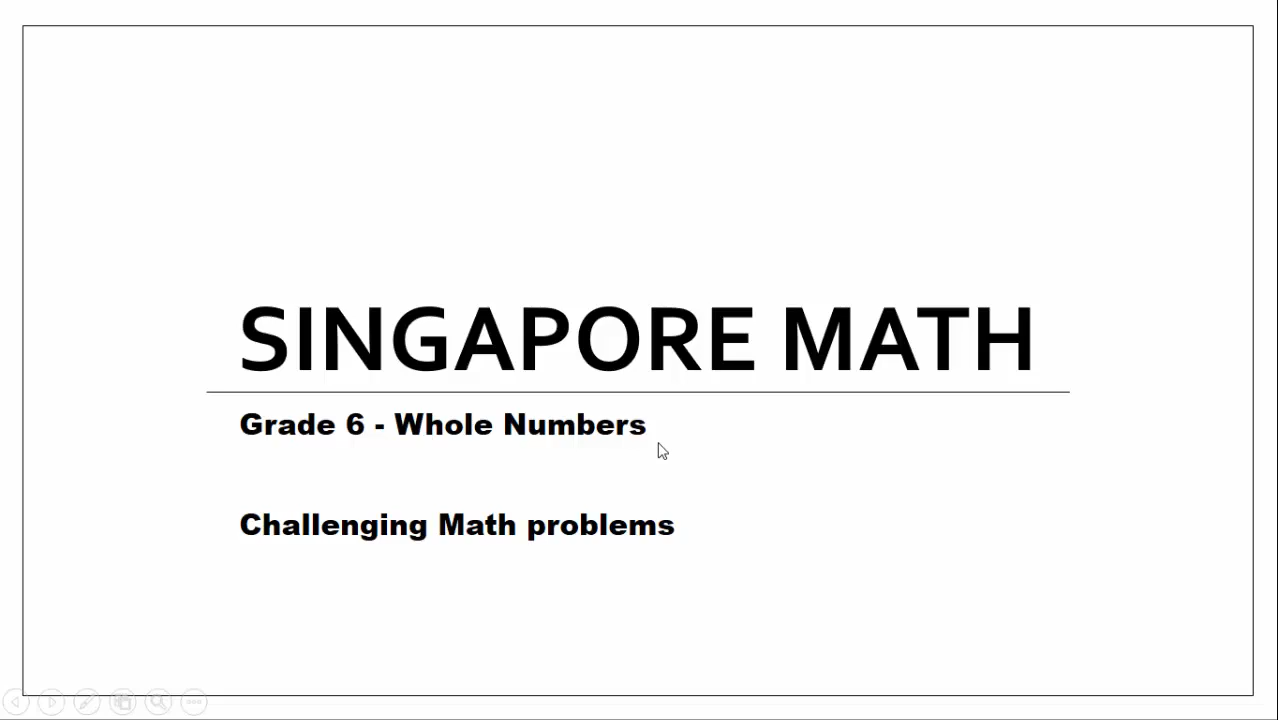 SINGAPORE MATH
Grade 6 - Whole Numbers
Challenging Math problems